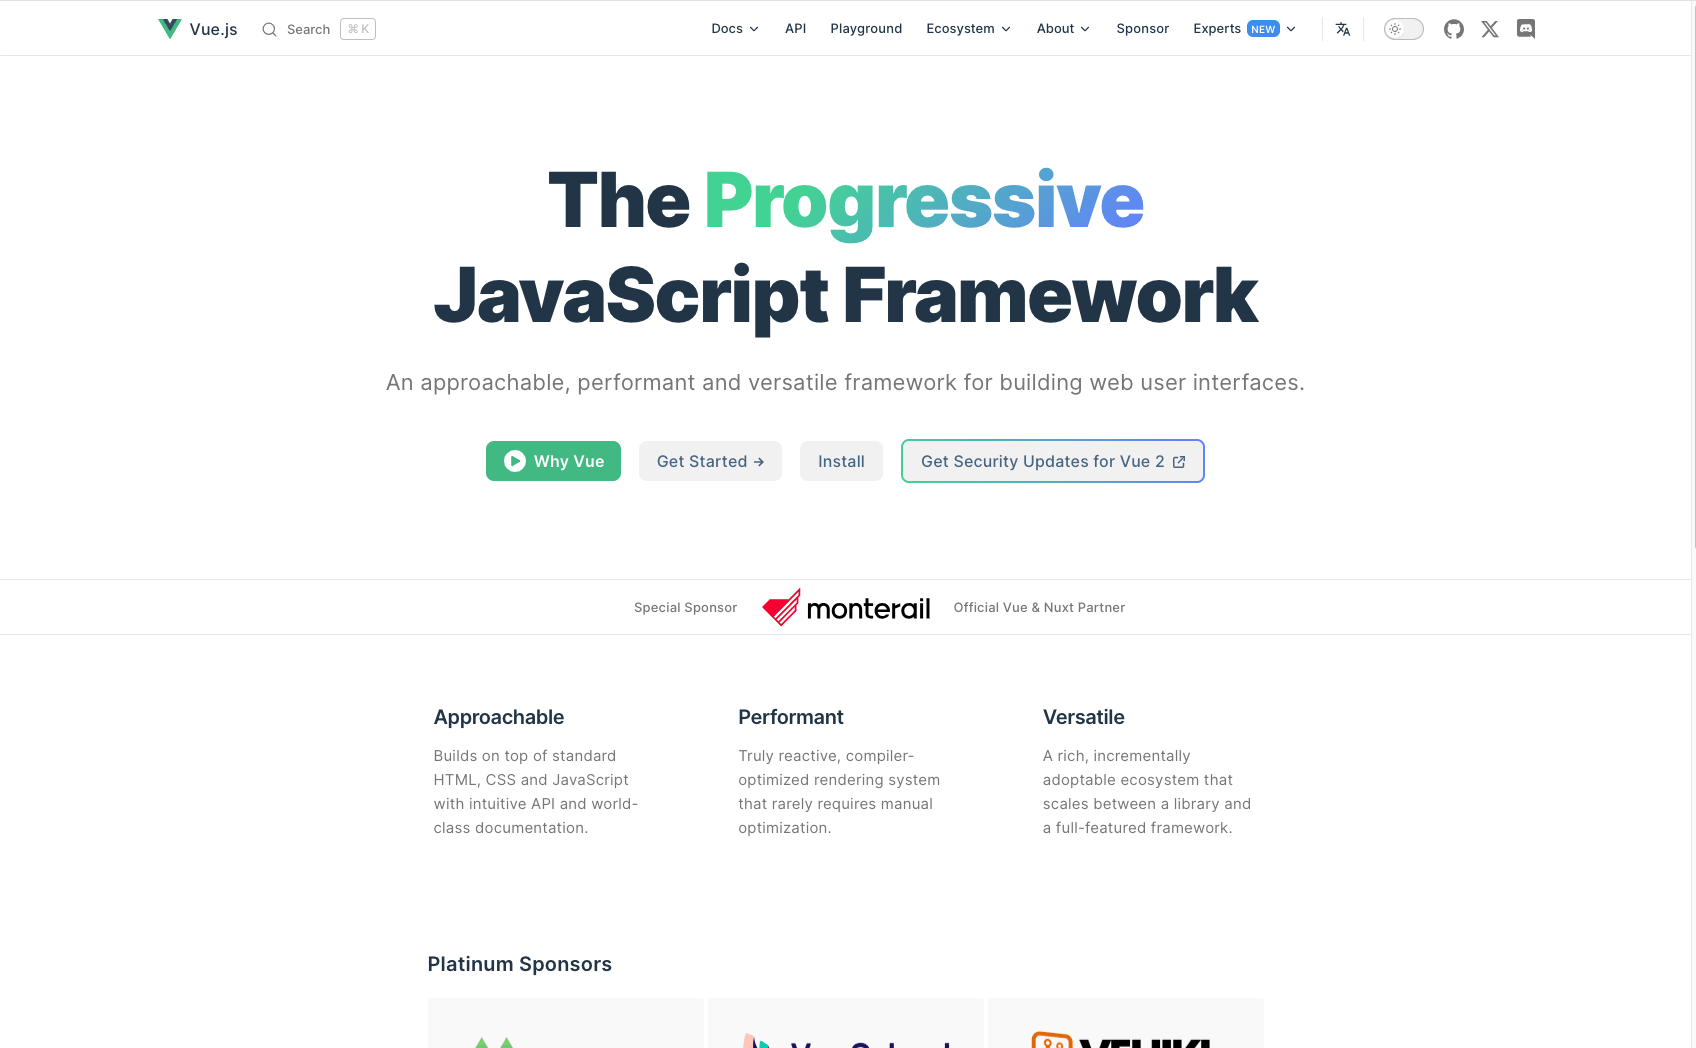 Vue.js
Search
⌘ K
Docs
API
Playground
Ecosystem
About
Sponsor
Experts NEW
The Progressive
JavaScript Framework
An approachable, performant and versatile framework for building web user interfaces.
Why Vue
Get Started →
Install
Get Security Updates for Vue 2
Special Sponsor
monterail
Official Vue & Nuxt Partner
Approachable
Builds on top of standard
HTML, CSS and JavaScript
with intuitive API and world-
class documentation.
Performant
Truly reactive, compiler-
optimized rendering system
that rarely requires manual
optimization.
Versatile
A rich, incrementally
adoptable ecosystem that
scales between a library and
a full-featured framework.
Platinum Sponsors